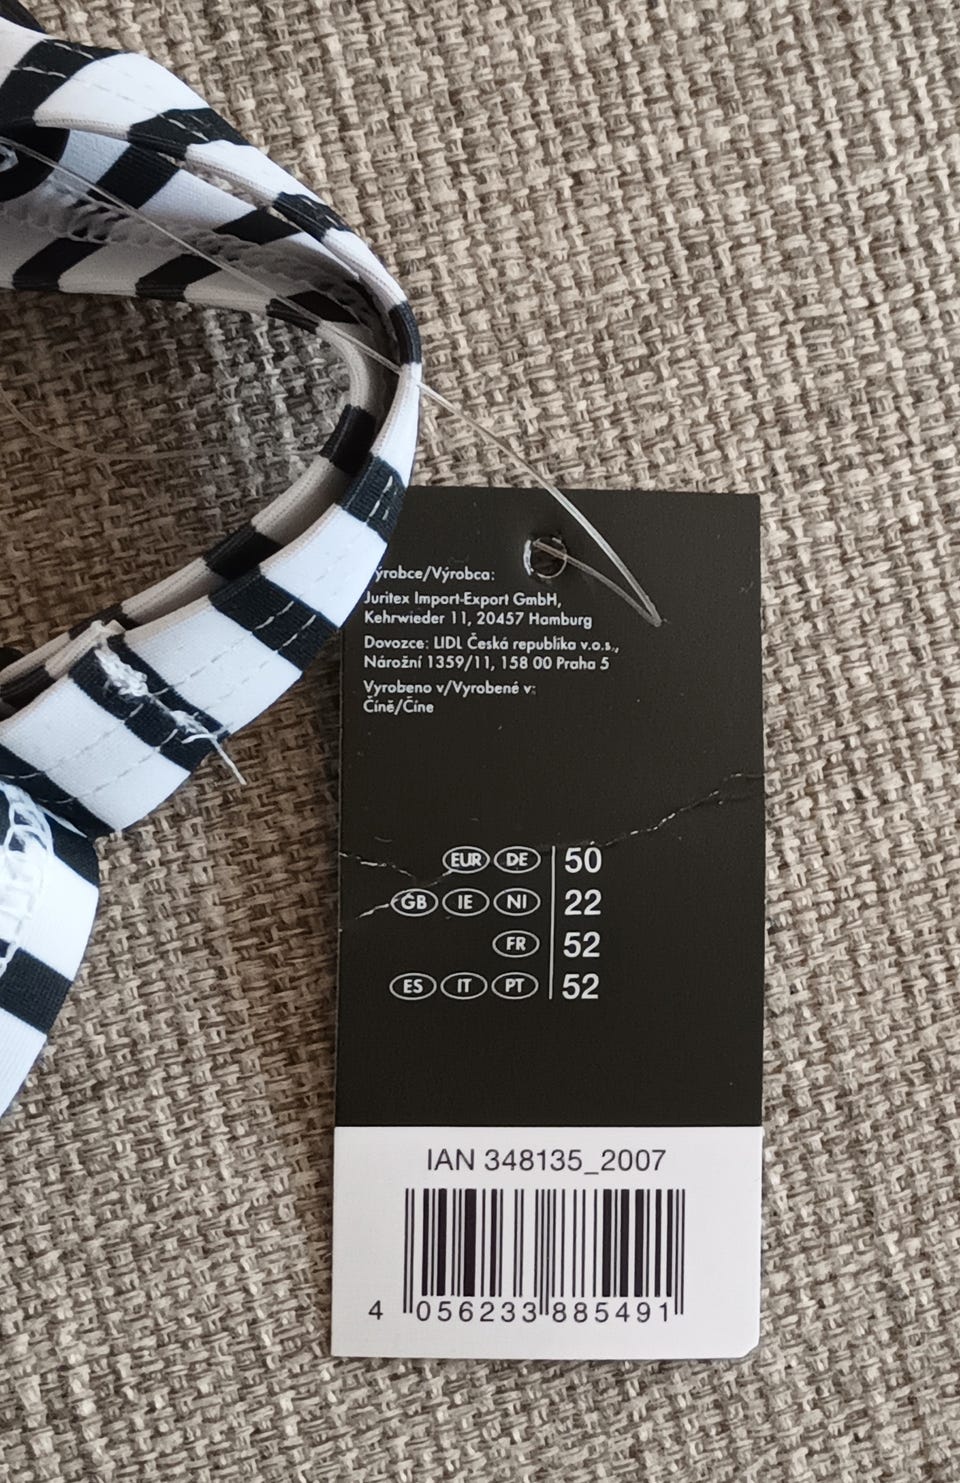 Výrobce/Výrobca:
Juritex Import-Export GmbH,
Kehrwieder 11, 20457 Hamburg
Dovozce: LIDL Česká republika v.o.s.,
Nárožní 1359/11, 158 00 Praha 5
Vyrobeno v/Vyrobené v:
Číně/Číne
EUR DE 50
GB IE NI 22
FR 52
ES IT PT 52
IAN 348135_2007
4 056233 885491